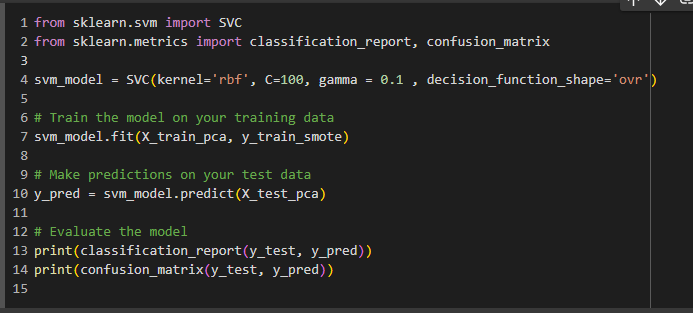 1 from sklearn.svm import SVC
2 from sklearn.metrics import classification_report, confusion_matrix
3
4 svm_model = SVC(kernel='rbf', C=100, gamma = 0.1 , decision_function_shape='ovr')
5
6 # Train the model on your training data
7 svm_model.fit(X_train_pca, y_train_smote)
8
9 # Make predictions on your test data
10 y_pred = svm_model.predict(X_test_pca)
11
12 # Evaluate the model
13 print(classification_report(y_test, y_pred))
14 print(confusion_matrix(y_test, y_pred))
15